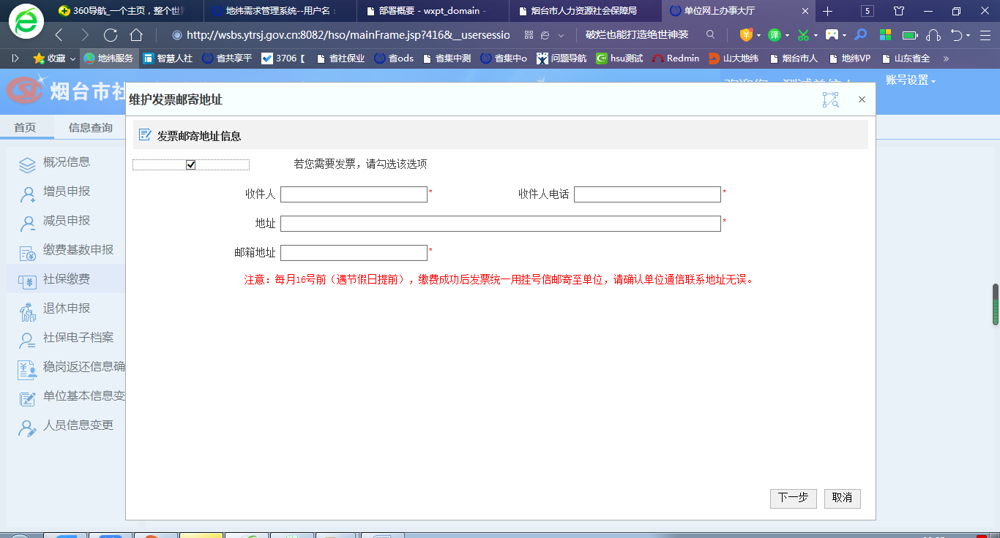 360导航_一个主页，整个世
地纬需求管理系统--用户名：
部署概要 - wxpt_domain -
烟台市人力资源社会保障局
单位网上办事大厅
5
http://wsbs.ytrsj.gov.cn:8082/hso/mainFrame.jsp?416&__usersessio
破烂也能打造绝世神装
译
收藏
地纬服务
智慧人社
省共享平
3706【
省社保业
省ods
省集中测
省集中o
问题导航
hsu测试
Redmin
山大地纬
烟台市人
地纬VP
山东省全
»
烟台市社
账号设置
首页
信息查询
维护发票邮寄地址
发票邮寄地址信息
若您需要发票，请勾选该选项
收件人 *
收件人电话 *
地址 *
邮箱地址 *
注意：每月16号前（遇节假日提前），缴费成功后发票统一用挂号信邮寄至单位，请确认单位通信联系地址无误。
概况信息
增员申报
减员申报
缴费基数申报
社保缴费
退休申报
社保电子档案
稳岗返还信息确
单位基本信息变
人员信息变更
下一步
取消